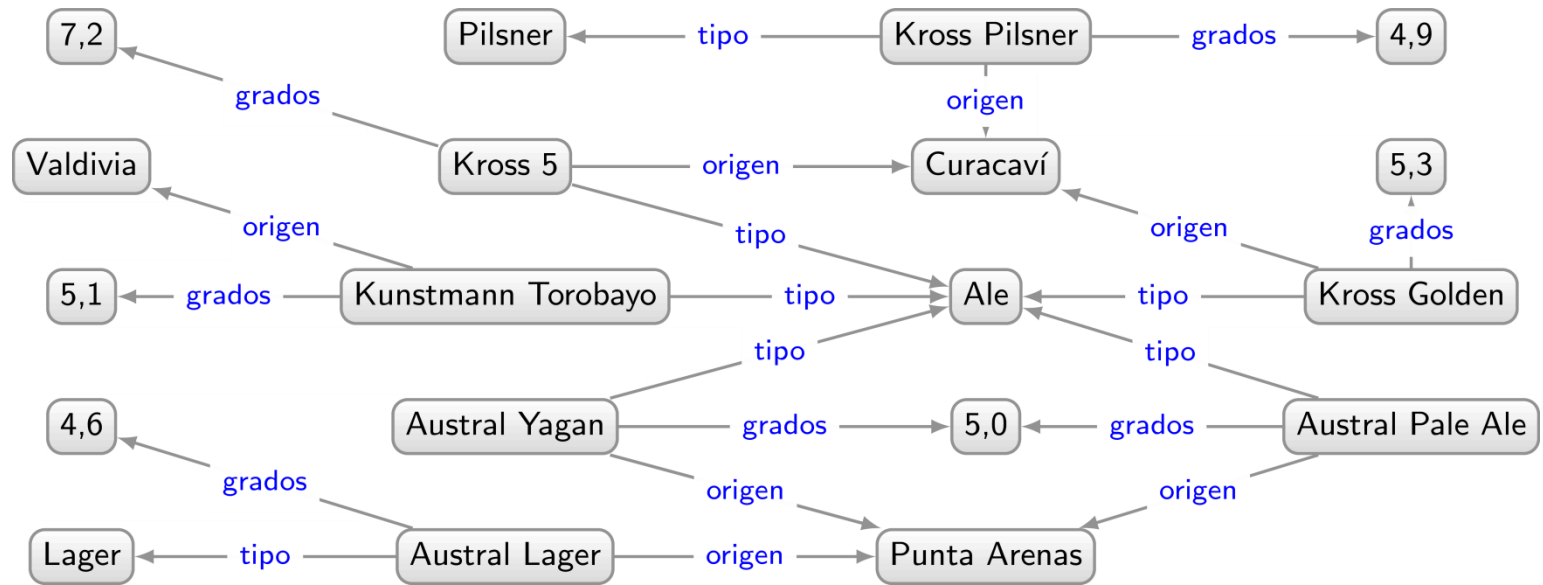 7,2
Pilsner
tipo
Kross Pilsner
grados
4,9
grados
origen
Valdivia
Kross 5
origen
Curacaví
5,3
origen
tipo
origen
grados
5,1
grados
Kunstmann Torobayo
tipo
Ale
tipo
Kross Golden
tipo
tipo
4,6
Austral Yagan
grados
5,0
grados
Austral Pale Ale
grados
origen
origen
Lager
tipo
Austral Lager
origen
Punta Arenas